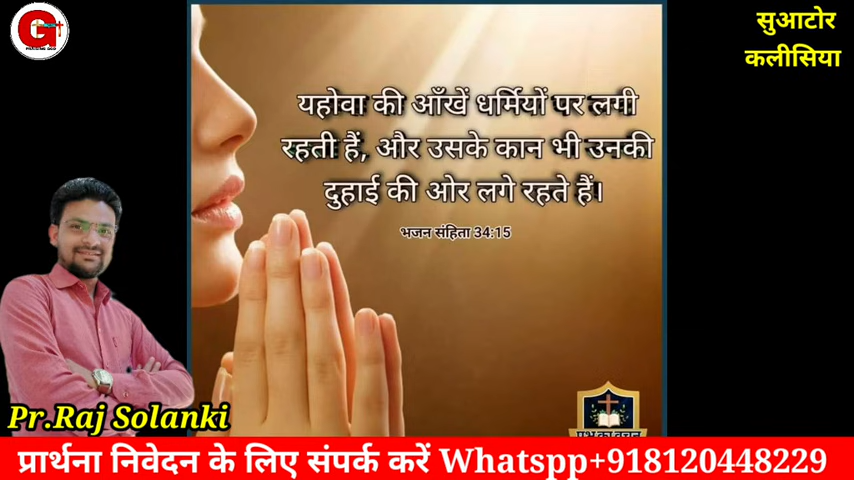 सुआटोर
कलीसिया
यहोवा की आँखें धर्मियों पर लगी
रहती हैं, और उसके कान भी उनकी
दुहाई की ओर लगे रहते हैं।
भजन संहिता 34:15
Pr.Raj Solanki
प्रार्थना निवेदन के लिए संपर्क करें Whatspp+918120448229